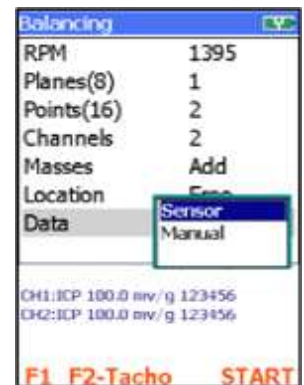 Balancing
RPM 1395
Planes(8) 1
Points(16) 2
Channels 2
Masses Add
Location Free
Data
Sensor
Manual
CH1:ICP 100.0 mv/g 123456
CH2:ICP 100.0 mv/g 123456
F1 F2-Tacho START